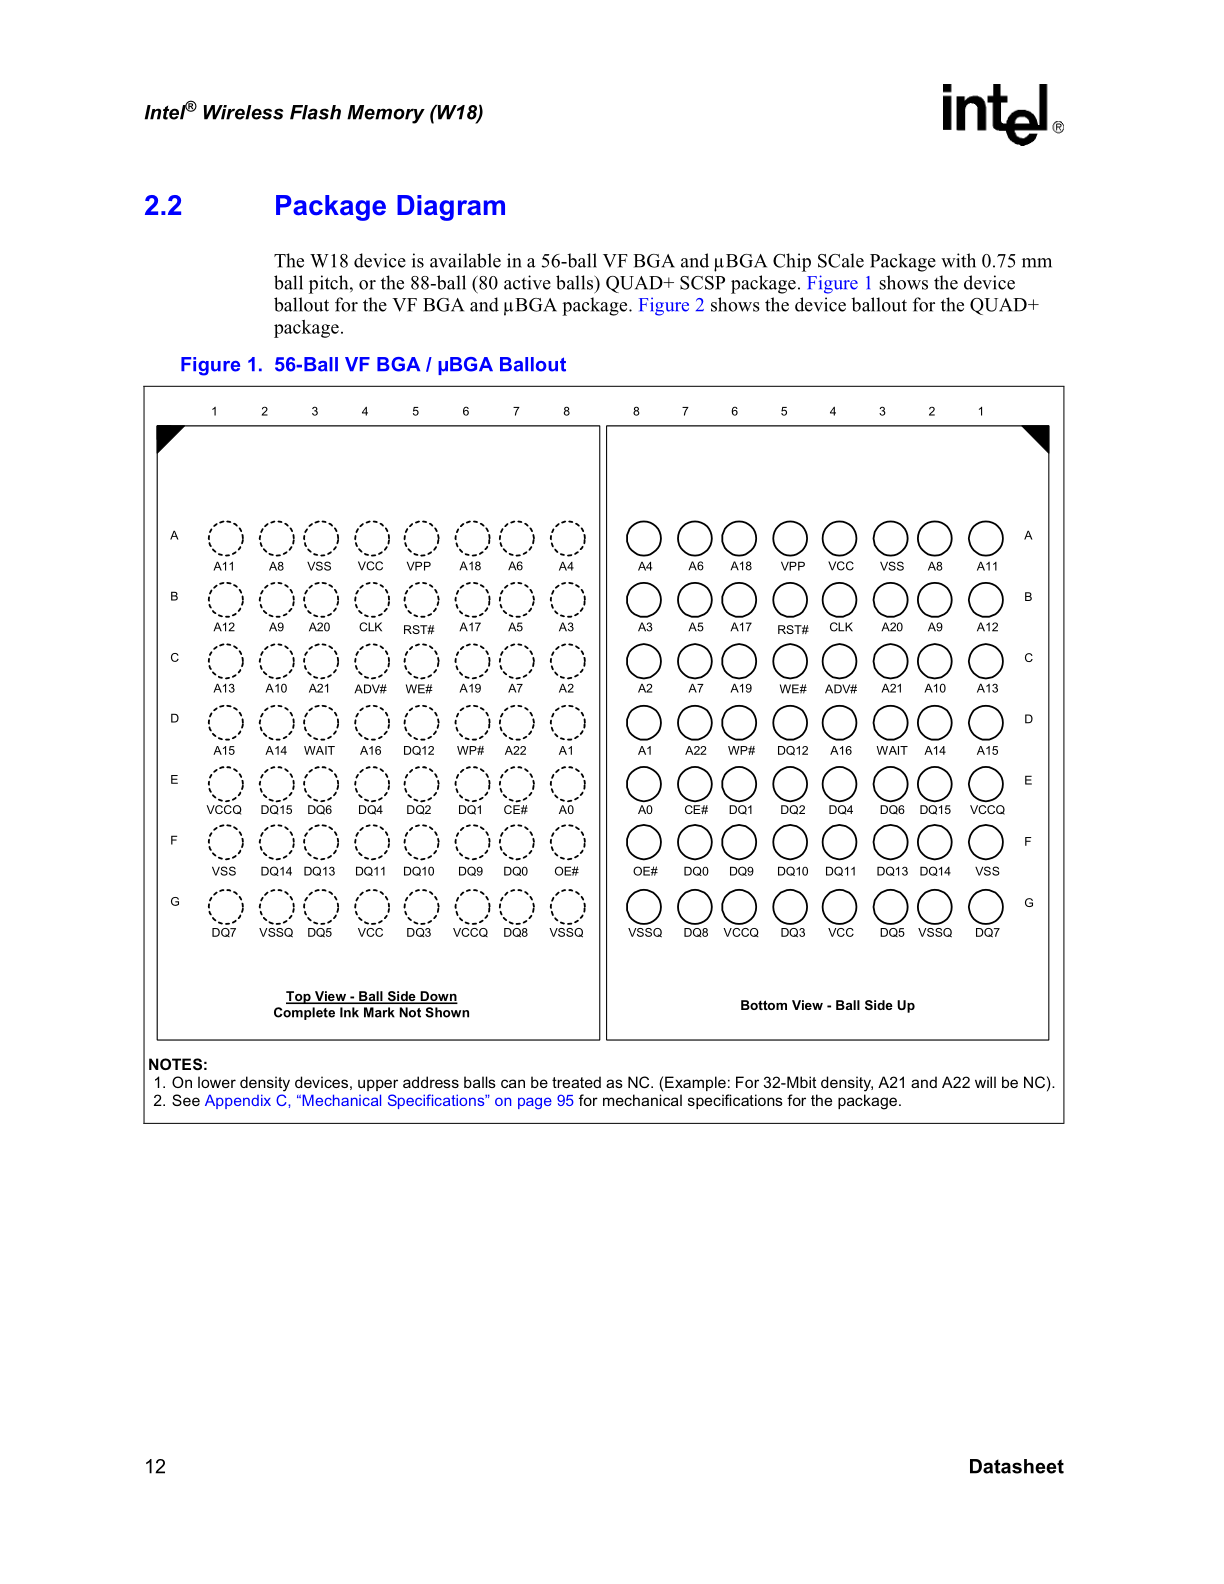 Intel® Wireless Flash Memory (W18)
intel®
2.2 Package Diagram
The W18 device is available in a 56-ball VF BGA and µBGA Chip SCale Package with 0.75 mm
ball pitch, or the 88-ball (80 active balls) QUAD+ SCSP package. Figure 1 shows the device
ballout for the VF BGA and µBGA package. Figure 2 shows the device ballout for the QUAD+
package.
Figure 1. 56-Ball VF BGA / µBGA Ballout
1 2 3 4 5 6 7 8 8 7 6 5 4 3 2 1
A A
A11 A8 VSS VCC VPP A18 A6 A4 A4 A6 A18 VPP VCC VSS A8 A11
B B
A12 A9 A20 CLK RST# A17 A5 A3 A3 A5 A17 RST# CLK A20 A9 A12
C C
A13 A10 A21 ADV# WE# A19 A7 A2 A2 A7 A19 WE# ADV# A21 A10 A13
D D
A15 A14 WAIT A16 DQ12 WP# A22 A1 A1 A22 WP# DQ12 A16 WAIT A14 A15
E E
VCCQ DQ15 DQ6 DQ4 DQ2 DQ1 CE# A0 A0 CE# DQ1 DQ2 DQ4 DQ6 DQ15 VCCQ
F F
VSS DQ14 DQ13 DQ11 DQ10 DQ9 DQ0 OE# OE# DQ0 DQ9 DQ10 DQ11 DQ13 DQ14 VSS
G G
DQ7 VSSQ DQ5 VCC DQ3 VCCQ DQ8 VSSQ VSSQ DQ8 VCCQ DQ3 VCC DQ5 VSSQ DQ7
Top View - Ball Side Down
Complete Ink Mark Not Shown
Bottom View - Ball Side Up
NOTES:
1. On lower density devices, upper address balls can be treated as NC. (Example: For 32-Mbit density, A21 and A22 will be NC).
2. See Appendix C, “Mechanical Specifications” on page 95 for mechanical specifications for the package.
12 Datasheet